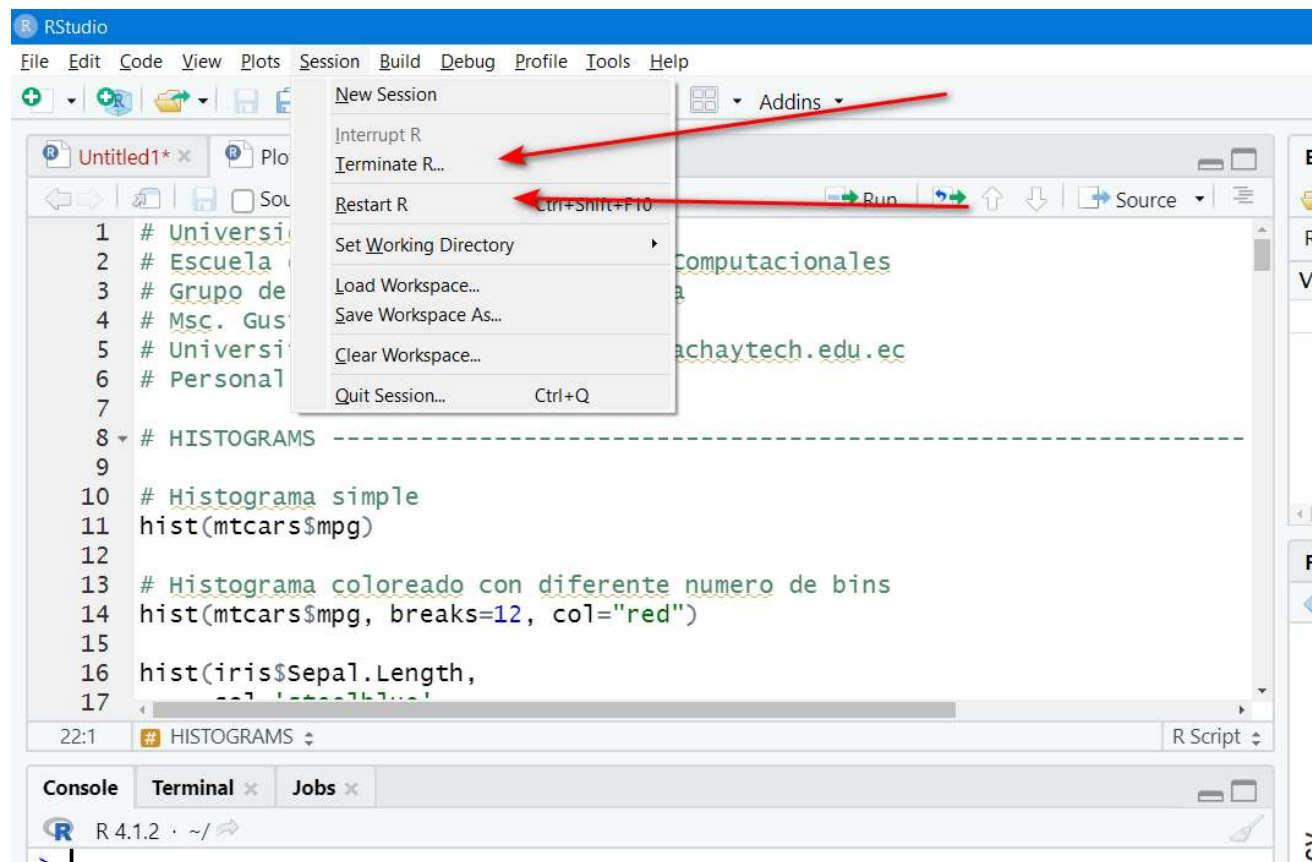 RStudio
File Edit Code View Plots Session Build Debug Profile Tools Help
Addins
New Session
Interrupt R
Terminate R...
Restart R Ctrl+Shift+F10
Set Working Directory
Load Workspace...
Save Workspace As...
Clear Workspace...
Quit Session... Ctrl+Q
Untitled1*
Run Source
1 #
2 # Escuela Computacionales
3 # Grupo de
4 # Msc.
5 # achaytech.edu.ec
6 # Personal
7
8 # HISTOGRAMS ----------------------------------------------------------------
9
10 # Histograma simple
11 hist(mtcars$mpg)
12
13 # Histograma coloreado con diferente numero de bins
14 hist(mtcars$mpg, breaks=12, col="red")
15
16 hist(iris$Sepal.Length,
17
22:1 # HISTOGRAMS R Script
Console Terminal Jobs
R R 4.1.2 · ~/
>